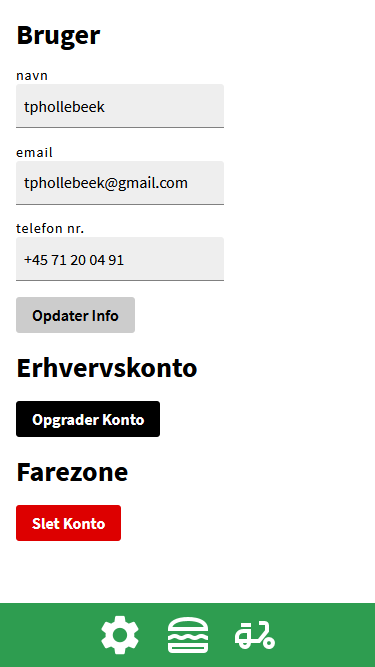 Bruger
navn
tphollebeek
email
tphollebeek@gmail.com
telefon nr.
+45 71 20 04 91
Opdater Info
Erhvervskonto
Opgrader Konto
Farezone
Slet Konto